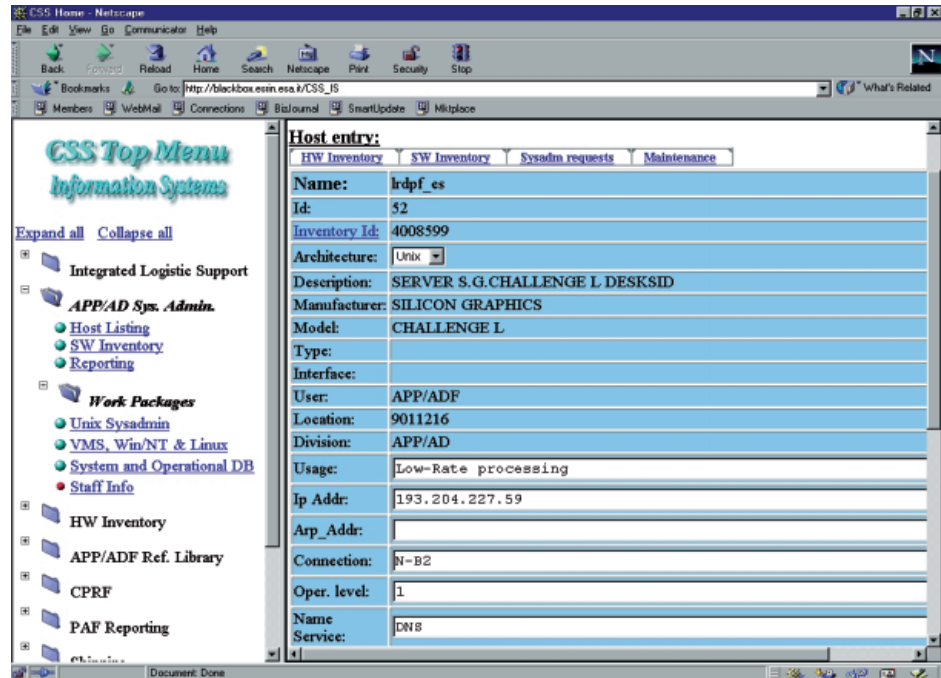 CSS Home - Netscape
File Edit View Go Communicator Help
Back Forward Reload Home Search Netscape Print Security Stop
Bookmarks Go to: http://blackbox.esrin.esa.it/CSS_IS What's Related
Members WebMail Connections BizJournal SmartUpdate Mktplace
CSS Top Menu
Information Systems
Expand all Collapse all
Integrated Logistic Support
APP/AD Sys. Admin.
Host Listing
SW Inventory
Reporting
Work Packages
Unix Sysadmin
VMS, Win/NT & Linux
System and Operational DB
Staff Info
HW Inventory
APP/ADF Ref. Library
CPRF
PAF Reporting
Host entry:
HW Inventory SW Inventory Sysadm requests Maintenance
Name: lrdpf_es
Id: 52
Inventory Id: 4008599
Architecture: Unix
Description: SERVER S.G.CHALLENGE L DESKSID
Manufacturer: SILICON GRAPHICS
Model: CHALLENGE L
Type:
Interface:
User: APP/ADF
Location: 9011216
Division: APP/AD
Usage: Low-Rate processing
Ip Addr: 193.204.227.59
Arp_Addr:
Connection: N-B2
Oper. level: 1
Name
Service: DNS
Document: Done